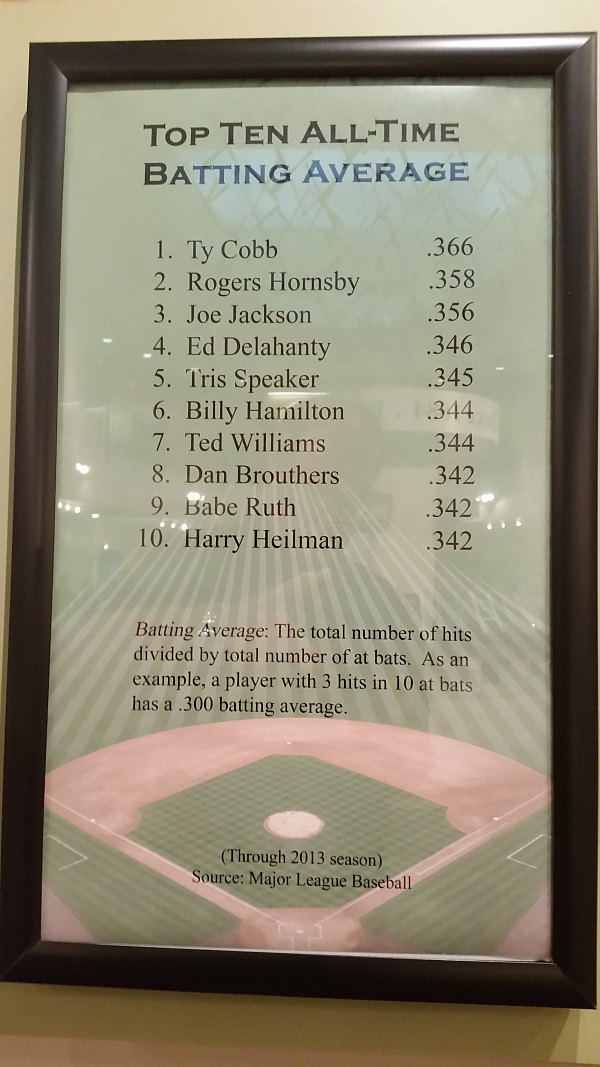 TOP TEN ALL-TIME
BATTING AVERAGE
1. Ty Cobb .366
2. Rogers Hornsby .358
3. Joe Jackson .356
4. Ed Delahanty .346
5. Tris Speaker .345
6. Billy Hamilton .344
7. Ted Williams .344
8. Dan Brouthers .342
9. Babe Ruth .342
10. Harry Heilman .342
Batting Average: The total number of hits
divided by total number of at bats. As an
example, a player with 3 hits in 10 at bats
has a .300 batting average.
(Through 2013 season)
Source: Major League Baseball